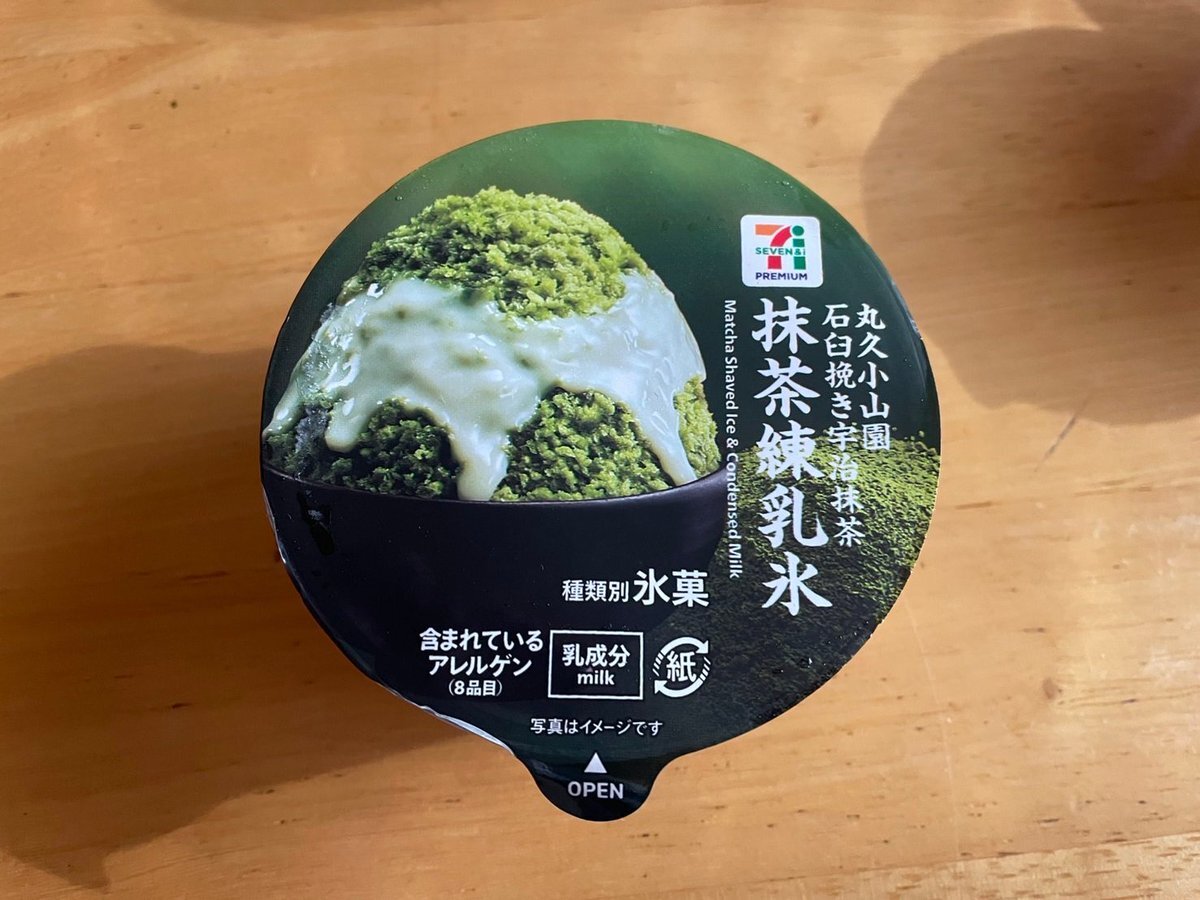 7i
SEVEN&i
PREMIUM
丸久小山園
石臼挽き宇治抹茶
抹茶練乳氷
Matcha Shaved Ice & Condensed Milk
種類別 氷菓
含まれている
アレルゲン
(8品目)
乳成分
milk
紙
写真はイメージです
OPEN